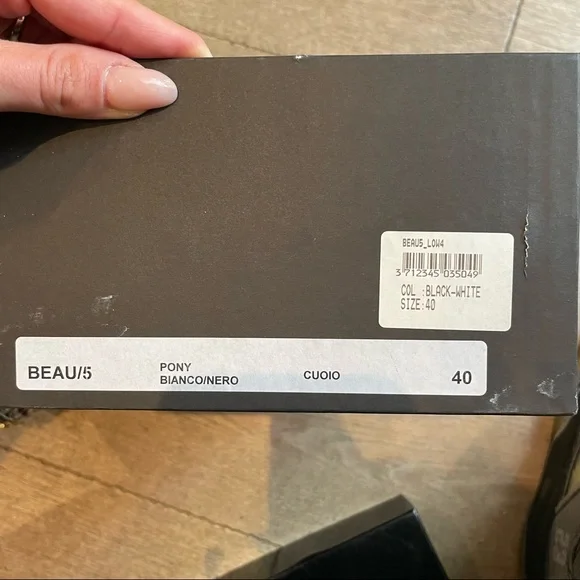 BEAU5_LOW4
3 712345 035049
COL :BLACK-WHITE
SIZE:40
BEAU/5
PONY
BIANCO/NERO
CUOIO
40